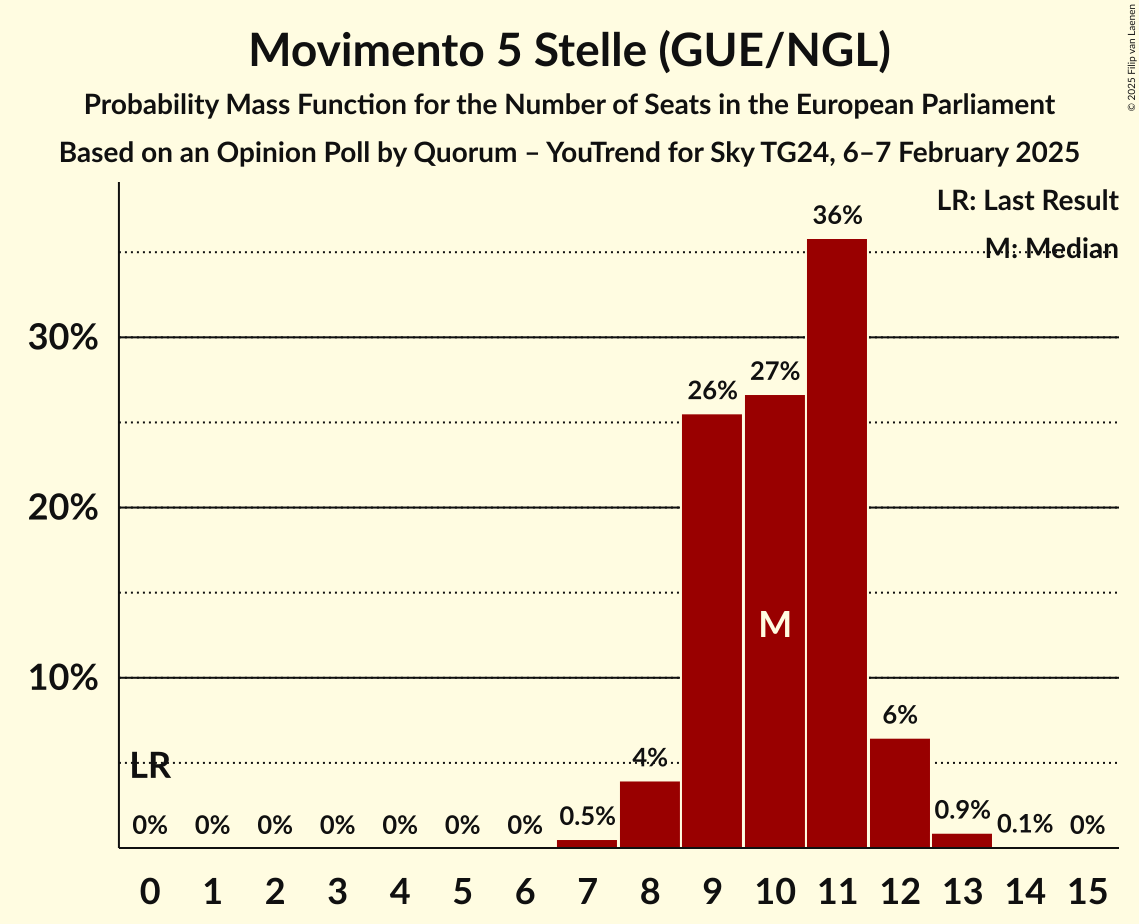 Movimento 5 Stelle (GUE/NGL)
Probability Mass Function for the Number of Seats in the European Parliament
Based on an Opinion Poll by Quorum – YouTrend for Sky TG24, 6–7 February 2025
© 2025 Filip van Laenen
LR: Last Result
M: Median
36%
30%
27%
26%
20%
M
10%
6%
LR
4%
0% 0% 0% 0% 0% 0% 0% 0.5% 0.9% 0.1% 0%
0 1 2 3 4 5 6 7 8 9 10 11 12 13 14 15